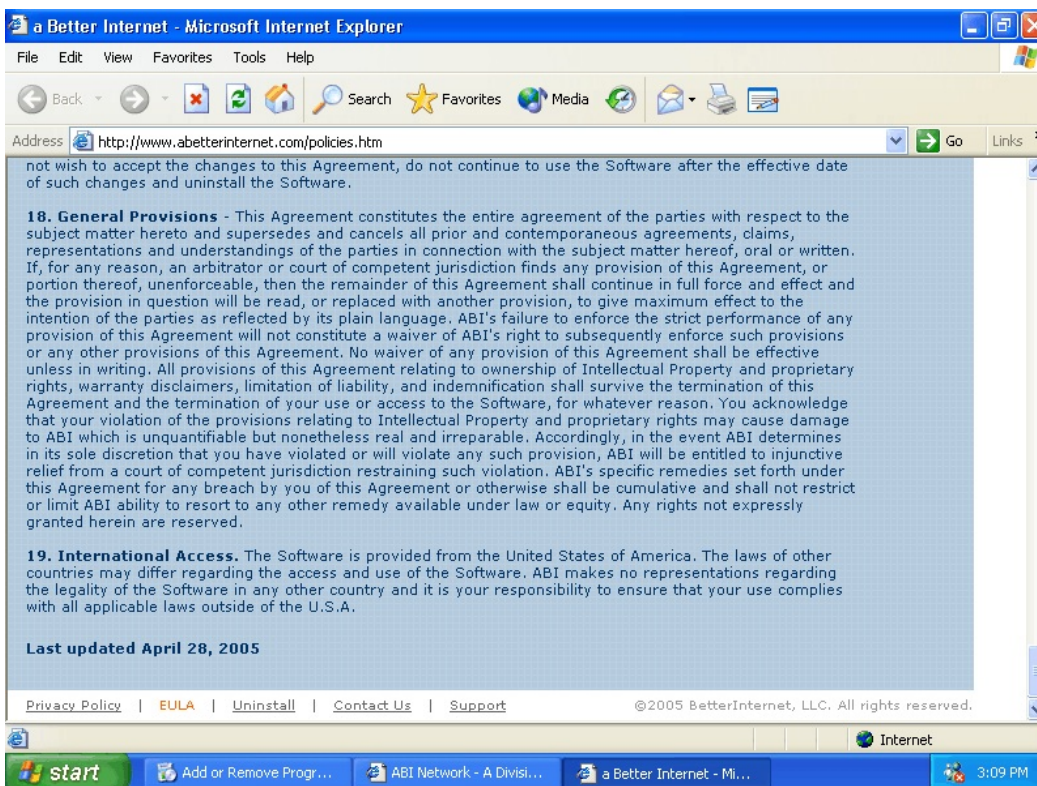 a Better Internet - Microsoft Internet Explorer
File Edit View Favorites Tools Help
Back Search Favorites Media
Address http://www.abetterinternet.com/policies.htm Go Links
not wish to accept the changes to this Agreement, do not continue to use the Software after the effective date
of such changes and uninstall the Software.
18. General Provisions - This Agreement constitutes the entire agreement of the parties with respect to the
subject matter hereto and supersedes and cancels all prior and contemporaneous agreements, claims,
representations and understandings of the parties in connection with the subject matter hereof, oral or written.
If, for any reason, an arbitrator or court of competent jurisdiction finds any provision of this Agreement, or
portion thereof, unenforceable, then the remainder of this Agreement shall continue in full force and effect and
the provision in question will be read, or replaced with another provision, to give maximum effect to the
intention of the parties as reflected by its plain language. ABI's failure to enforce the strict performance of any
provision of this Agreement will not constitute a waiver of ABI's right to subsequently enforce such provisions
or any other provisions of this Agreement. No waiver of any provision of this Agreement shall be effective
unless in writing. All provisions of this Agreement relating to ownership of Intellectual Property and proprietary
rights, warranty disclaimers, limitation of liability, and indemnification shall survive the termination of this
Agreement and the termination of your use or access to the Software, for whatever reason. You acknowledge
that your violation of the provisions relating to Intellectual Property and proprietary rights may cause damage
to ABI which is unquantifiable but nonetheless real and irreparable. Accordingly, in the event ABI determines
in its sole discretion that you have violated or will violate any such provision, ABI will be entitled to injunctive
relief from a court of competent jurisdiction restraining such violation. ABI's specific remedies set forth under
this Agreement for any breach by you of this Agreement or otherwise shall be cumulative and shall not restrict
or limit ABI ability to resort to any other remedy available under law or equity. Any rights not expressly
granted herein are reserved.
19. International Access. The Software is provided from the United States of America. The laws of other
countries may differ regarding the access and use of the Software. ABI makes no representations regarding
the legality of the Software in any other country and it is your responsibility to ensure that your use complies
with all applicable laws outside of the U.S.A.
Last updated April 28, 2005
Privacy Policy | EULA | Uninstall | Contact Us | Support ©2005 BetterInternet, LLC. All rights reserved.
Internet
start Add or Remove Progr... ABI Network - A Divisi... a Better Internet - Mi... 3:09 PM